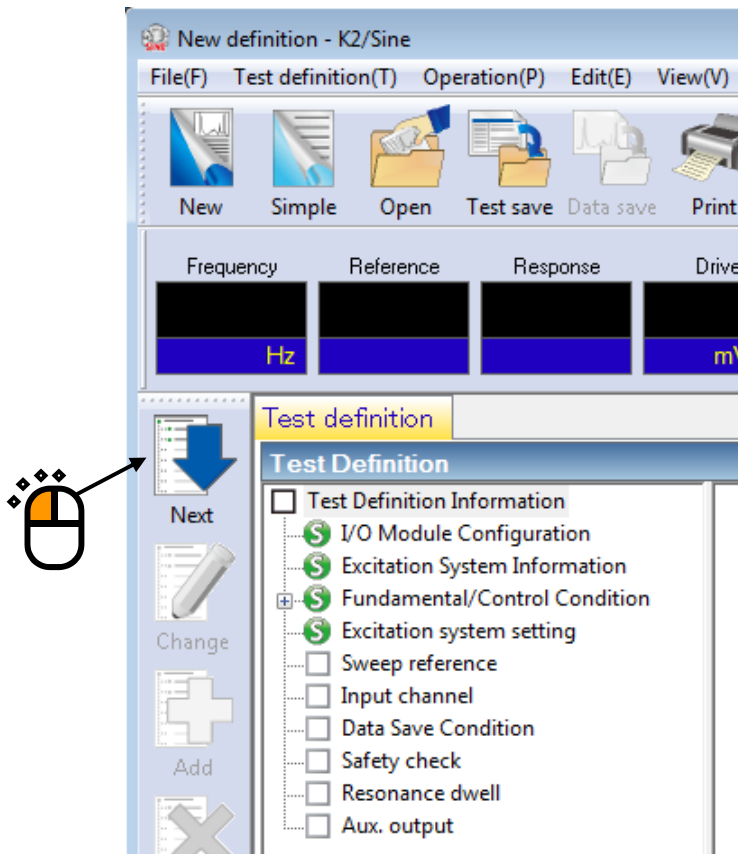 New definition - K2/Sine
File(F) Test definition(T) Operation(P) Edit(E) View(V)
New Simple Open Test save Data save Print
Frequency Reference Response Drive
Hz
Test definition
Test Definition
Next
Change
Add
Test Definition Information
S I/O Module Configuration
S Excitation System Information
S Fundamental/Control Condition
S Excitation system setting
Sweep reference
Input channel
Data Save Condition
Safety check
Resonance dwell
Aux. output